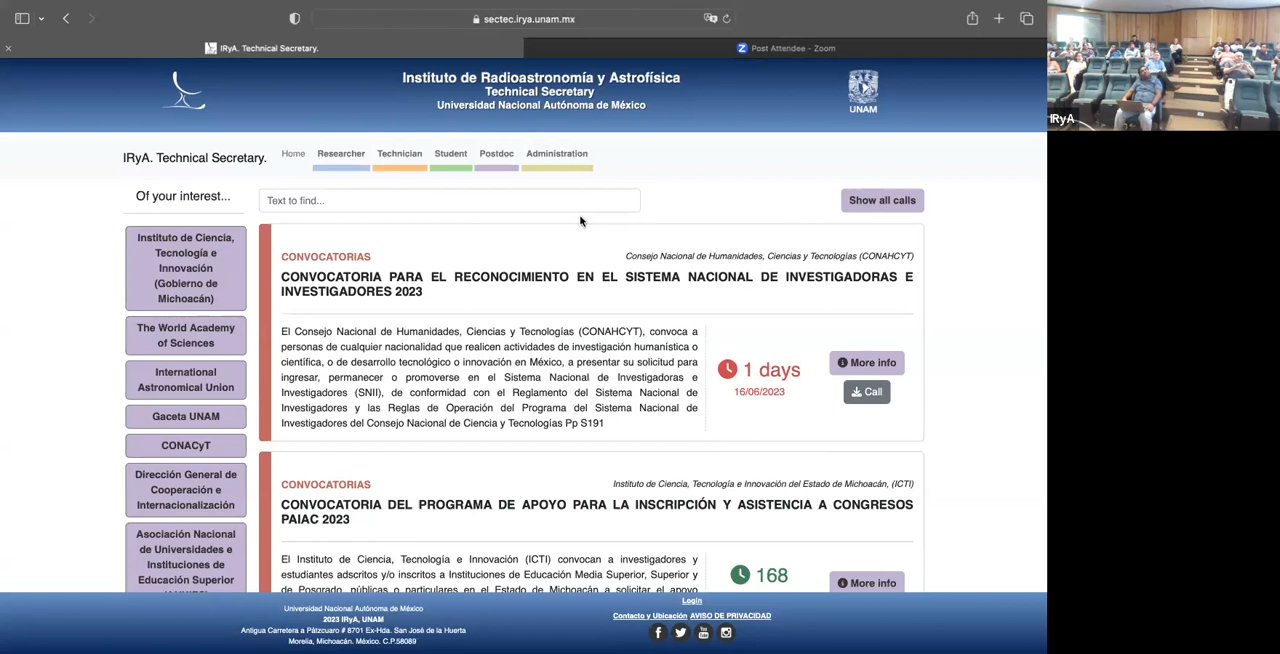 sectec.irya.unam.mx
IRyA. Technical Secretary.
Post Attendee - Zoom
Instituto de Radioastronomía y Astrofísica
Technical Secretary
Universidad Nacional Autónoma de México
UNAM
IRyA
IRyA. Technical Secretary.
Home Researcher Technician Student Postdoc Administration
Of your interest...
Text to find...
Show all calls
Instituto de Ciencia,
Tecnología e
Innovación
(Gobierno de
Michoacán)
The World Academy
of Sciences
International
Astronomical Union
Gaceta UNAM
CONACyT
Dirección General de
Cooperación e
Internacionalización
Asociación Nacional
de Universidades e
Instituciones de
Educación Superior
CONVOCATORIAS
Consejo Nacional de Humanidades, Ciencias y Tecnologías (CONAHCYT)
CONVOCATORIA PARA EL RECONOCIMIENTO EN EL SISTEMA NACIONAL DE INVESTIGADORAS E
INVESTIGADORES 2023
El Consejo Nacional de Humanidades, Ciencias y Tecnologías (CONAHCYT), convoca a
personas de cualquier nacionalidad que realicen actividades de investigación humanística o
científica, o de desarrollo tecnológico o innovación en México, a presentar su solicitud para
ingresar, permanecer o promoverse en el Sistema Nacional de Investigadoras e
Investigadores (SNII), de conformidad con el Reglamento del Sistema Nacional de
Investigadores y las Reglas de Operación del Programa del Sistema Nacional de
Investigadores del Consejo Nacional de Ciencia y Tecnologías Pp S191
1 days
16/06/2023
More info
Call
CONVOCATORIAS
Instituto de Ciencia, Tecnología e Innovación del Estado de Michoacán, (ICTI)
CONVOCATORIA DEL PROGRAMA DE APOYO PARA LA INSCRIPCIÓN Y ASISTENCIA A CONGRESOS
PAIAC 2023
El Instituto de Ciencia, Tecnología e Innovación (ICTI) convocan a investigadores y
estudiantes adscritos y/o inscritos a Instituciones de Educación Media Superior, Superior y
de Posgrado, públicas o particulares en el Estado de Michoacán a solicitar el apoyo
168
More info
Universidad Nacional Autónoma de México
2023 IRyA, UNAM
Antigua Carretera a Pátzcuaro # 8701 Ex-Hda. San José de la Huerta
Morelia, Michoacán. México. C.P.58089
Login
Contacto y Ubicación AVISO DE PRIVACIDAD